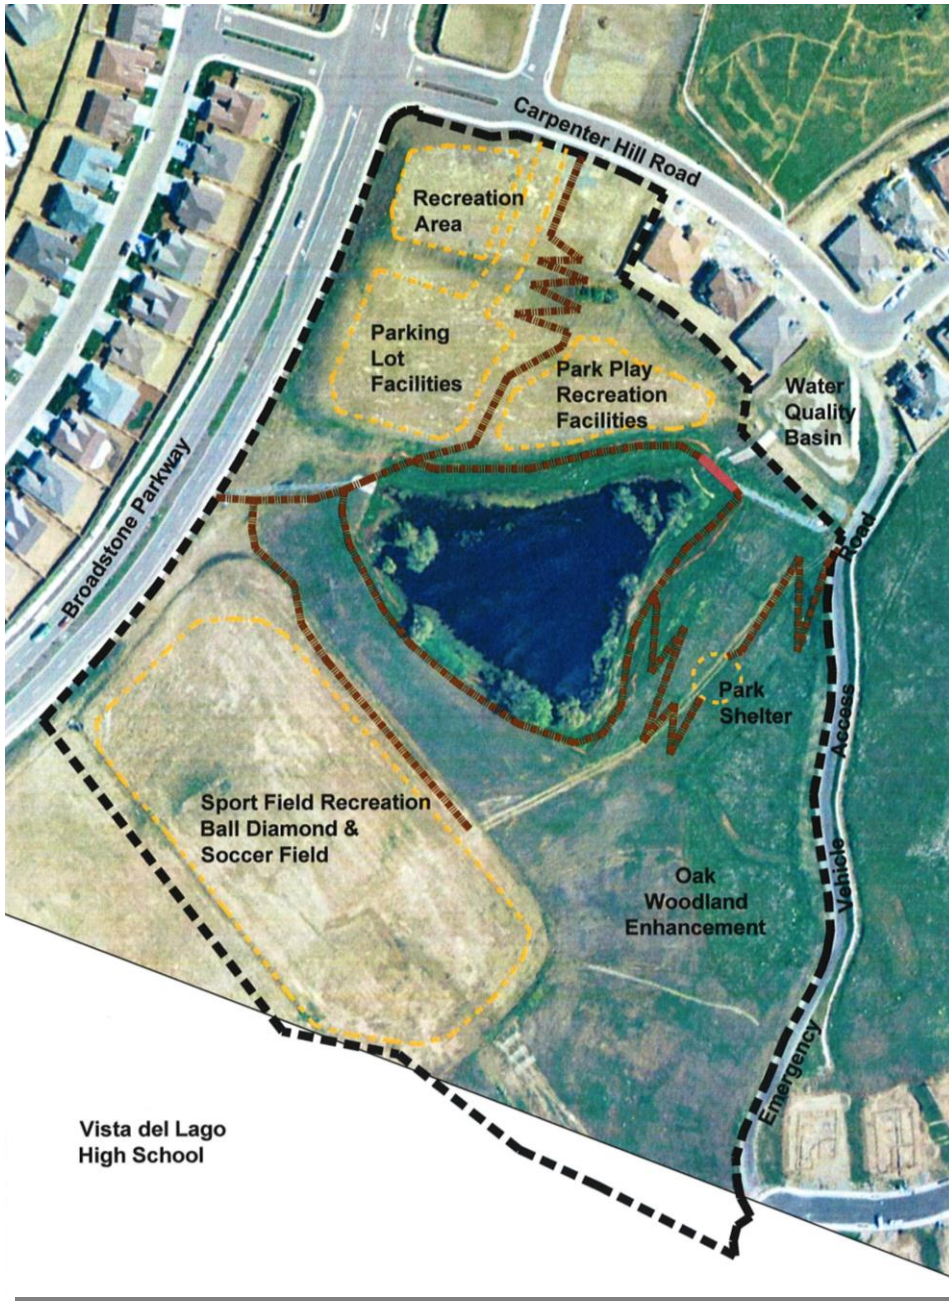 Carpenter Hill Road
Recreation
Area
Parking
Lot
Facilities
Park Play
Recreation
Facilities
Water
Quality
Basin
Broadstone Parkway
Park
Shelter
Sport Field Recreation
Ball Diamond &
Soccer Field
Oak
Woodland
Enhancement
Emergency Vehicle Access Road
Vista del Lago
High School